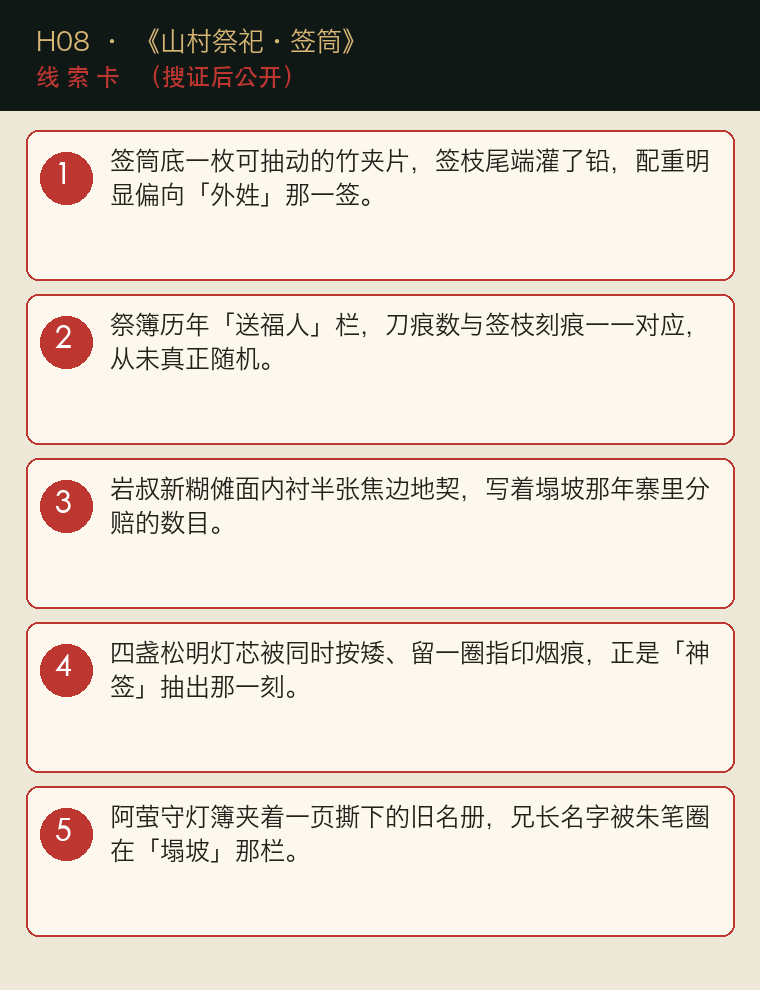 H08 · 《山村祭祀·签筒》
线索卡 （搜证后公开）
1
签筒底一枚可抽动的竹夹片，签枝尾端灌了铅，配重明
显偏向「外姓」那一签。
2
祭簿历年「送福人」栏，刀痕数与签枝刻痕一一对应，
从未真正随机。
3
岩叔新糊傩面内衬半张焦边地契，写着塌坡那年寨里分
赔的数目。
4
四盏松明灯芯被同时按矮、留一圈指印烟痕，正是「神
签」抽出那一刻。
5
阿萤守灯簿夹着一页撕下的旧名册，兄长名字被朱笔圈
在「塌坡」那栏。